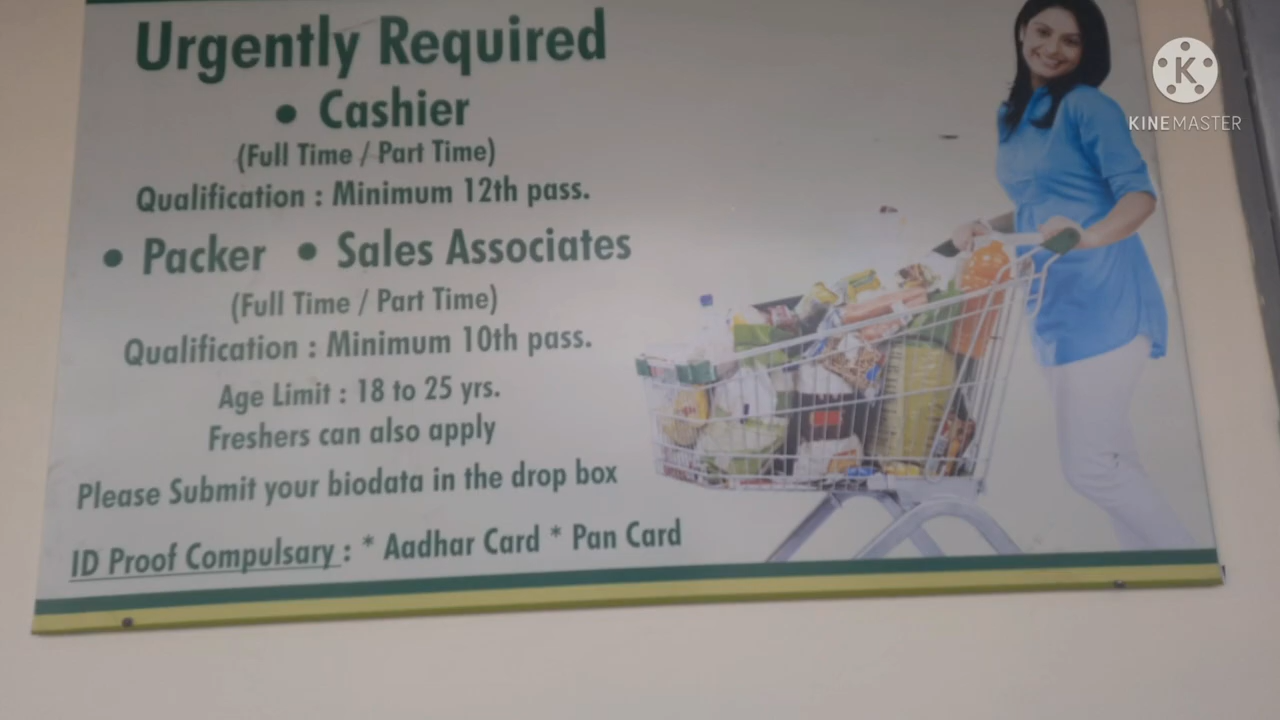 Urgently Required
• Cashier
(Full Time / Part Time)
Qualification : Minimum 12th pass.
• Packer • Sales Associates
(Full Time / Part Time)
Qualification : Minimum 10th pass.
Age Limit : 18 to 25 yrs.
Freshers can also apply
Please Submit your biodata in the drop box
ID Proof Compulsary : * Aadhar Card * Pan Card
K
KINEMASTER